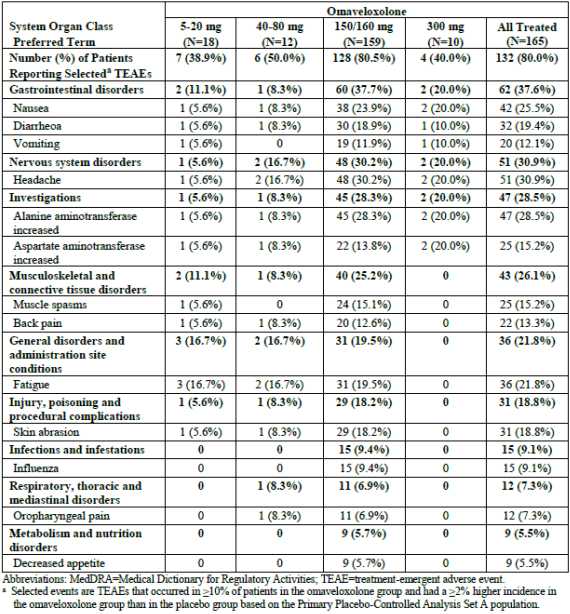 Omaveloxolone
System Organ Class Preferred Term 5-20 mg (N=18) 40-80 mg (N=12) 150/160 mg (N=159) 300 mg (N=10) All Treated (N=165)
Number (%) of Patients Reporting Selectedª TEAEs 7 (38.9%) 6 (50.0%) 128 (80.5%) 4 (40.0%) 132 (80.0%)
Gastrointestinal disorders 2 (11.1%) 1 (8.3%) 60 (37.7%) 2 (20.0%) 62 (37.6%)
Nausea 1 (5.6%) 1 (8.3%) 38 (23.9%) 2 (20.0%) 42 (25.5%)
Diarrhoea 1 (5.6%) 1 (8.3%) 30 (18.9%) 1 (10.0%) 32 (19.4%)
Vomiting 1 (5.6%) 0 19 (11.9%) 1 (10.0%) 20 (12.1%)
Nervous system disorders 1 (5.6%) 2 (16.7%) 48 (30.2%) 2 (20.0%) 51 (30.9%)
Headache 1 (5.6%) 2 (16.7%) 48 (30.2%) 2 (20.0%) 51 (30.9%)
Investigations 1 (5.6%) 1 (8.3%) 45 (28.3%) 2 (20.0%) 47 (28.5%)
Alanine aminotransferase increased 1 (5.6%) 1 (8.3%) 45 (28.3%) 2 (20.0%) 47 (28.5%)
Aspartate aminotransferase increased 1 (5.6%) 1 (8.3%) 22 (13.8%) 2 (20.0%) 25 (15.2%)
Musculoskeletal and connective tissue disorders 2 (11.1%) 1 (8.3%) 40 (25.2%) 0 43 (26.1%)
Muscle spasms 1 (5.6%) 0 24 (15.1%) 0 25 (15.2%)
Back pain 1 (5.6%) 1 (8.3%) 20 (12.6%) 0 22 (13.3%)
General disorders and administration site conditions 3 (16.7%) 2 (16.7%) 31 (19.5%) 0 36 (21.8%)
Fatigue 3 (16.7%) 2 (16.7%) 31 (19.5%) 0 36 (21.8%)
Injury, poisoning and procedural complications 1 (5.6%) 1 (8.3%) 29 (18.2%) 0 31 (18.8%)
Skin abrasion 1 (5.6%) 1 (8.3%) 29 (18.2%) 0 31 (18.8%)
Infections and infestations 0 0 15 (9.4%) 0 15 (9.1%)
Influenza 0 0 15 (9.4%) 0 15 (9.1%)
Respiratory, thoracic and mediastinal disorders 0 1 (8.3%) 11 (6.9%) 0 12 (7.3%)
Oropharyngeal pain 0 1 (8.3%) 11 (6.9%) 0 12 (7.3%)
Metabolism and nutrition disorders 0 0 9 (5.7%) 0 9 (5.5%)
Decreased appetite 0 0 9 (5.7%) 0 9 (5.5%)
Abbreviations: MedDRA=Medical Dictionary for Regulatory Activities; TEAE=treatment-emergent adverse event.
ª Selected events are TEAEs that occurred in ≥10% of patients in the omaveloxolone group and had a ≥2% higher incidence in
the omaveloxolone group than in the placebo group based on the Primary Placebo-Controlled Analysis Set A population.